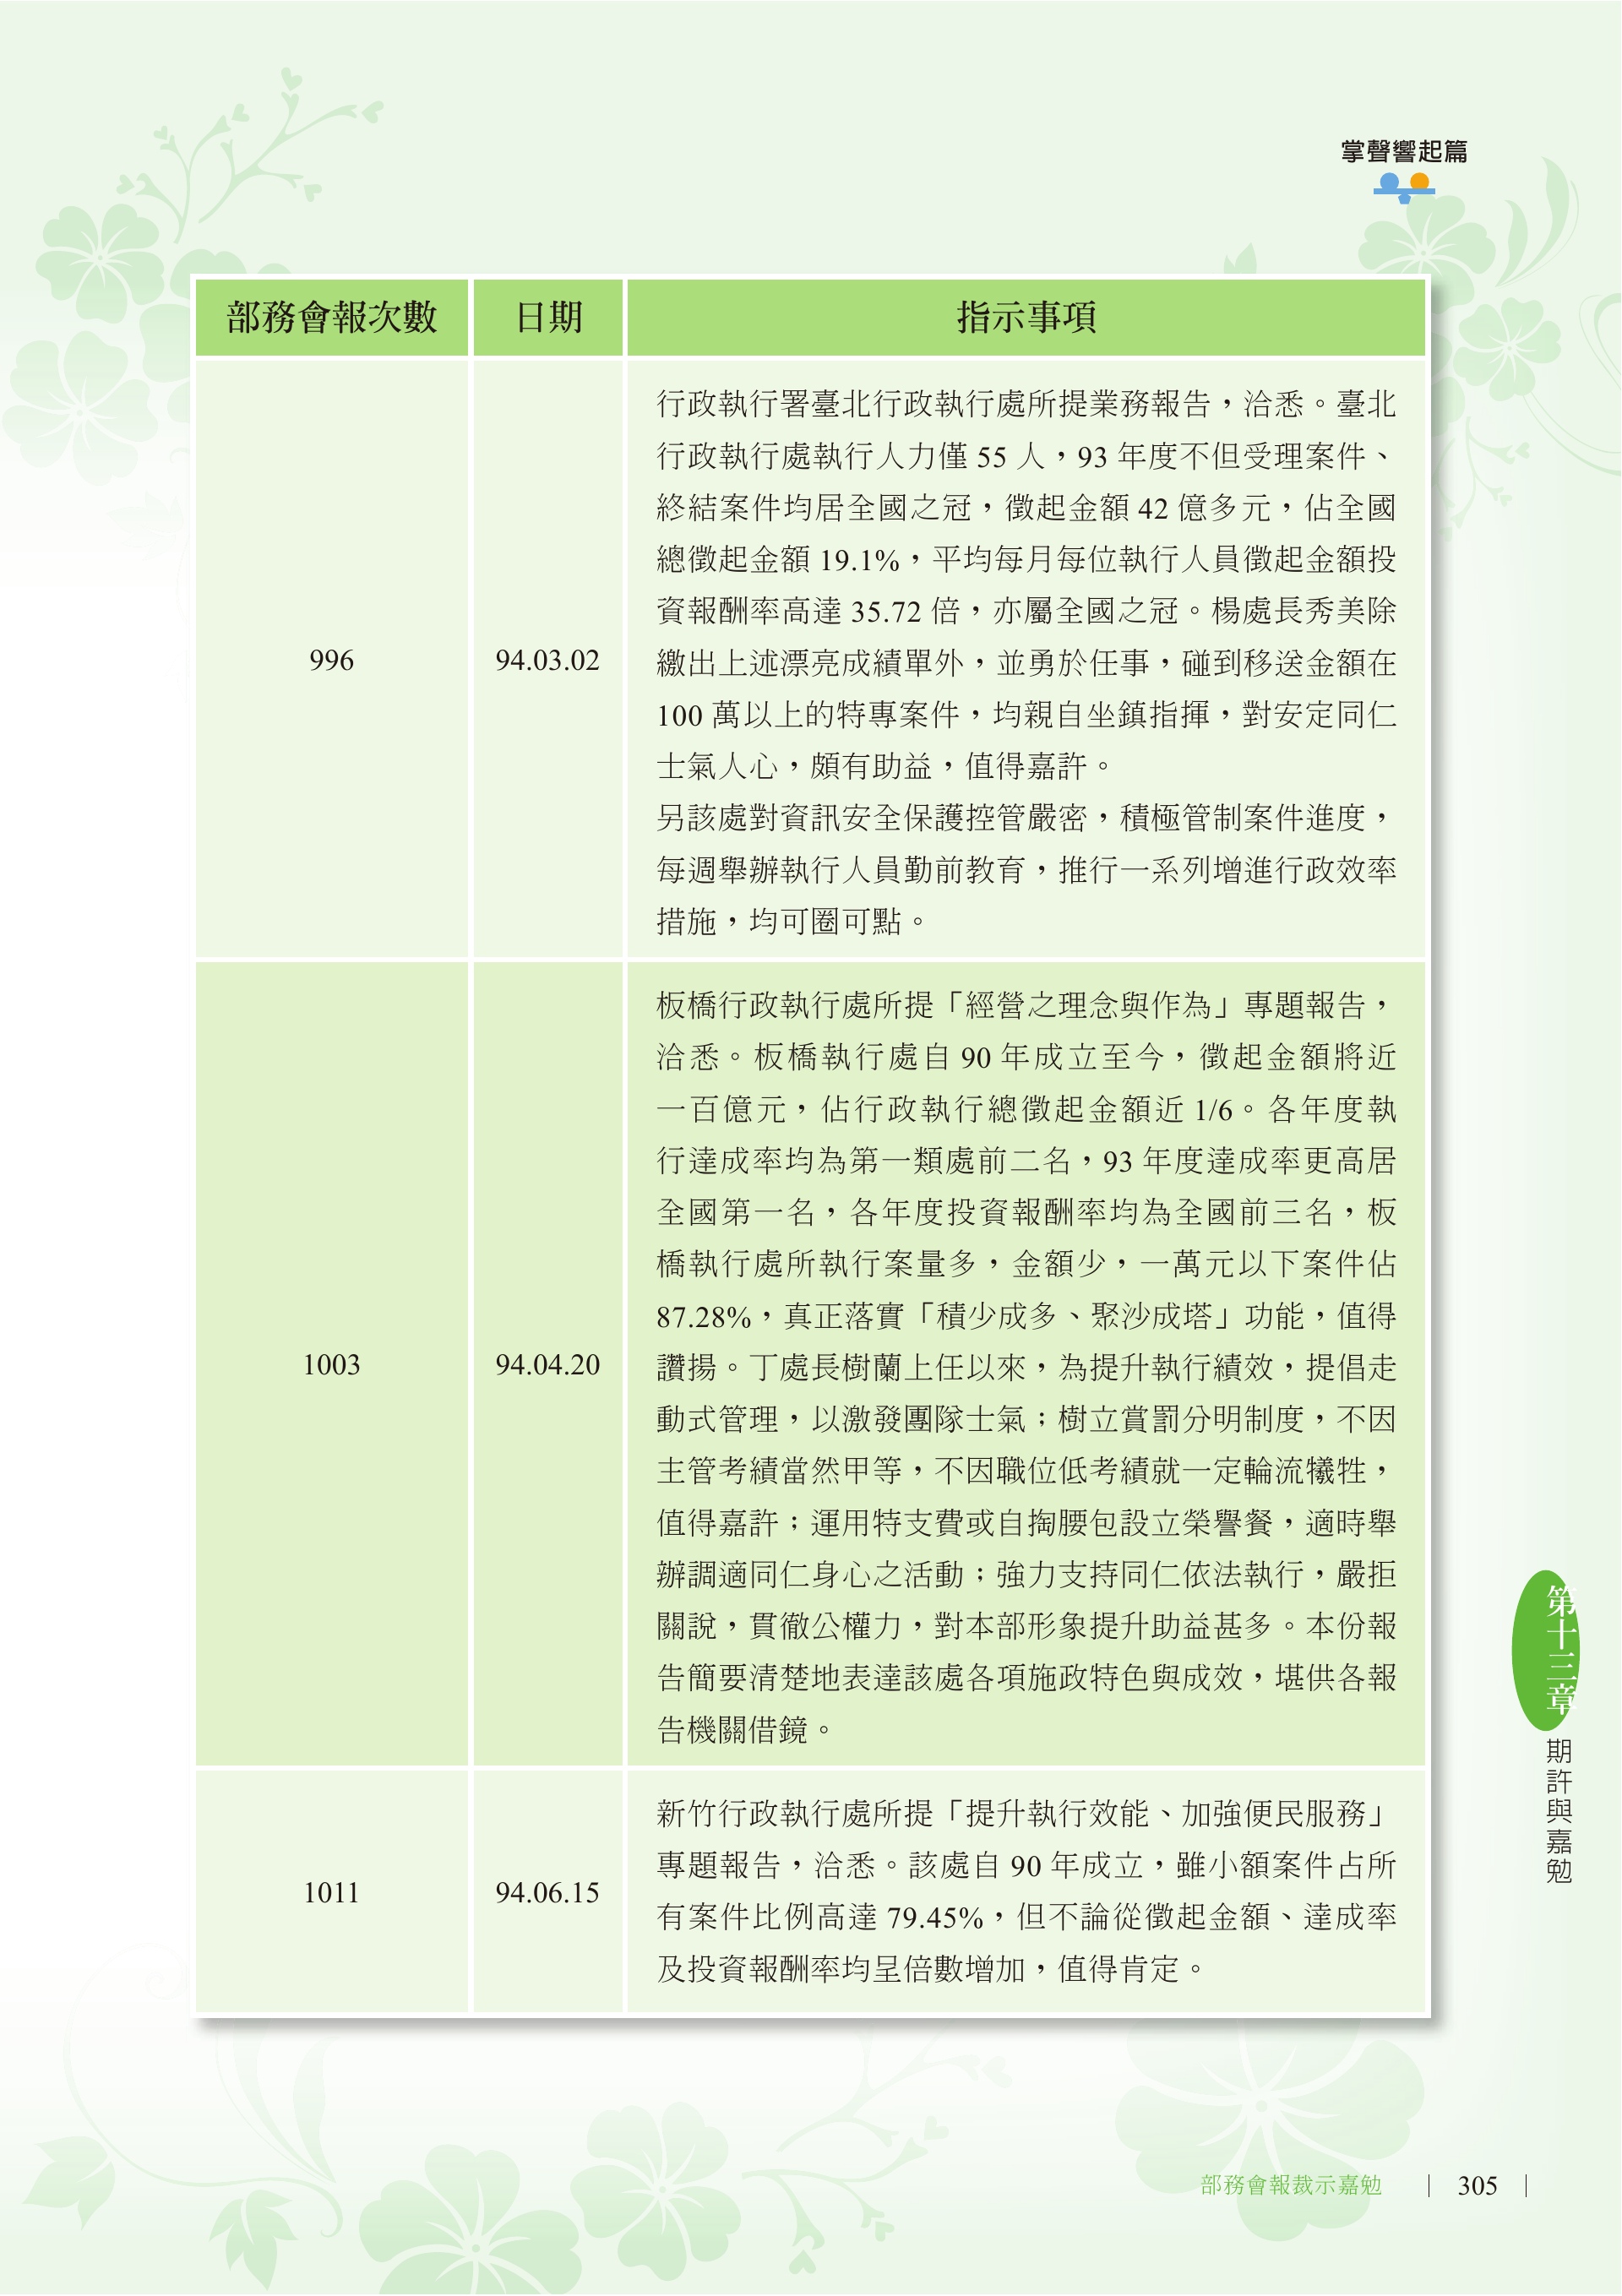 掌聲響起篇
部務會報次數
日期
指示事項
996
94.03.02
行政執行署臺北行政執行處所提業務報告，洽悉。臺北
行政執行處執行人力僅 55 人，93 年度不但受理案件、
終結案件均居全國之冠，徵起金額 42 億多元，佔全國
總徵起金額 19.1%，平均每月每位執行人員徵起金額投
資報酬率高達 35.72 倍，亦屬全國之冠。楊處長秀美除
繳出上述漂亮成績單外，並勇於任事，碰到移送金額在
100 萬以上的特專案件，均親自坐鎮指揮，對安定同仁
士氣人心，頗有助益，值得嘉許。
另該處對資訊安全保護控管嚴密，積極管制案件進度，
每週舉辦執行人員勤前教育，推行一系列增進行政效率
措施，均可圈可點。
1003
94.04.20
板橋行政執行處所提「經營之理念與作為」專題報告，
洽悉。板橋執行處自 90 年成立至今，徵起金額將近
一百億元，佔行政執行總徵起金額近 1/6。各年度執
行達成率均為第一類處前二名，93 年度達成率更高居
全國第一名，各年度投資報酬率均為全國前三名，板
橋執行處所執行案量多，金額少，一萬元以下案件佔
87.28%，真正落實「積少成多、聚沙成塔」功能，值得
讚揚。丁處長樹蘭上任以來，為提升執行績效，提倡走
動式管理，以激發團隊士氣；樹立賞罰分明制度，不因
主管考績當然甲等，不因職位低考績就一定輪流犧牲，
值得嘉許；運用特支費或自掏腰包設立榮譽餐，適時舉
辦調適同仁身心之活動；強力支持同仁依法執行，嚴拒
關說，貫徹公權力，對本部形象提升助益甚多。本份報
告簡要清楚地表達該處各項施政特色與成效，堪供各報
告機關借鏡。
1011
94.06.15
新竹行政執行處所提「提升執行效能、加強便民服務」
專題報告，洽悉。該處自 90 年成立，雖小額案件占所
有案件比例高達 79.45%，但不論從徵起金額、達成率
及投資報酬率均呈倍數增加，值得肯定。
第十三章
期許與嘉勉
部務會報裁示嘉勉
305